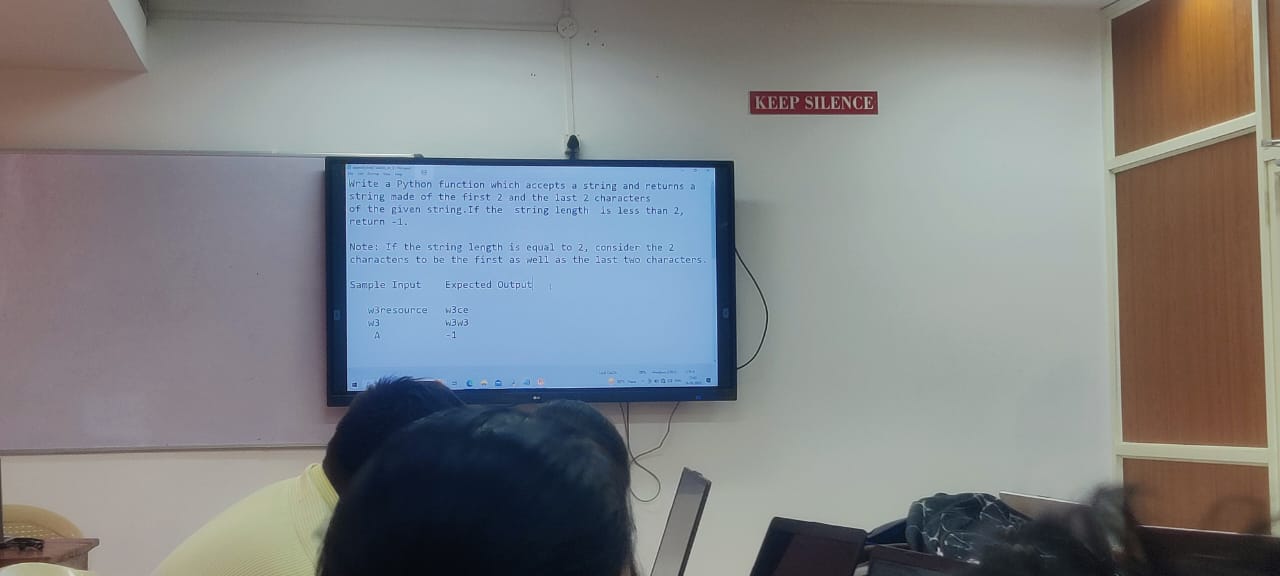 KEEP SILENCE
Write a Python function which accepts a string and returns a
string made of the first 2 and the last 2 characters
of the given string.If the string length is less than 2,
return -1.
Note: If the string length is equal to 2, consider the 2
characters to be the first as well as the last two characters.
Sample Input Expected Output
w3resource w3ce
w3 w3w3
A -1
LG